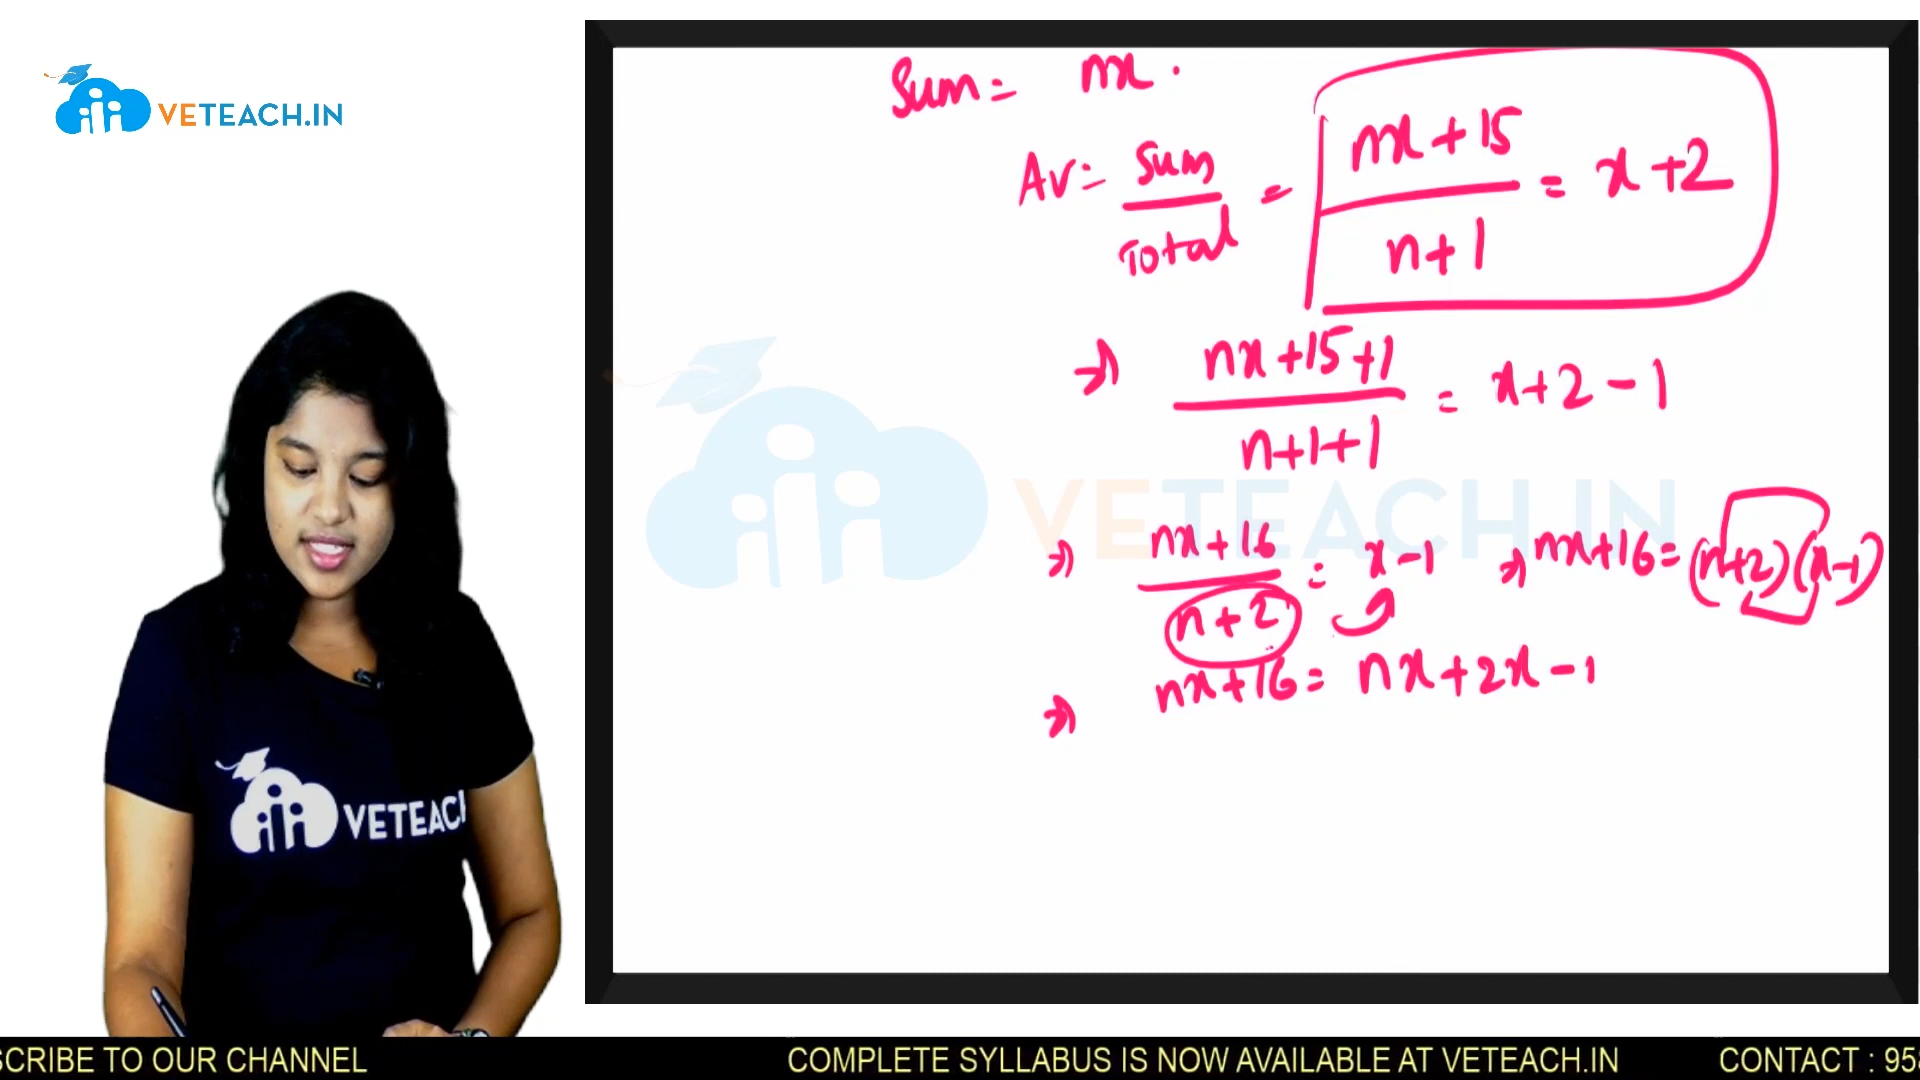 VETEACH.IN
Sum = nx .
Av = Sum / Total = nx + 15 / n + 1 = x + 2
⇒ nx + 15 + 1 / n + 1 + 1 = x + 2 - 1
⇒ nx + 16 / n + 2 = x - 1 ⇒ nx + 16 = (n+2)(x-1)
⇒ nx + 16 = nx + 2x - 1
VETEACH.IN
VETEACH
SCRIBE TO OUR CHANNEL COMPLETE SYLLABUS IS NOW AVAILABLE AT VETEACH.IN CONTACT : 95